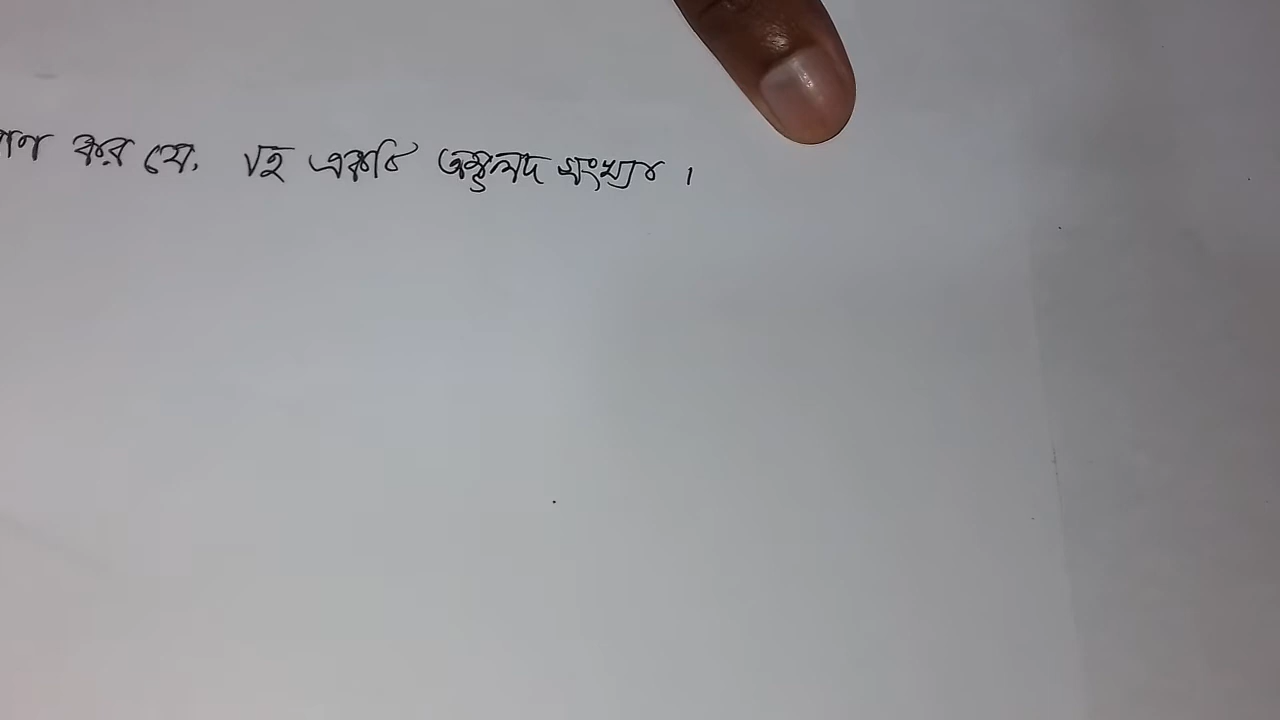 কর যে, √২ একটি অমূলদ সংখ্যা ।